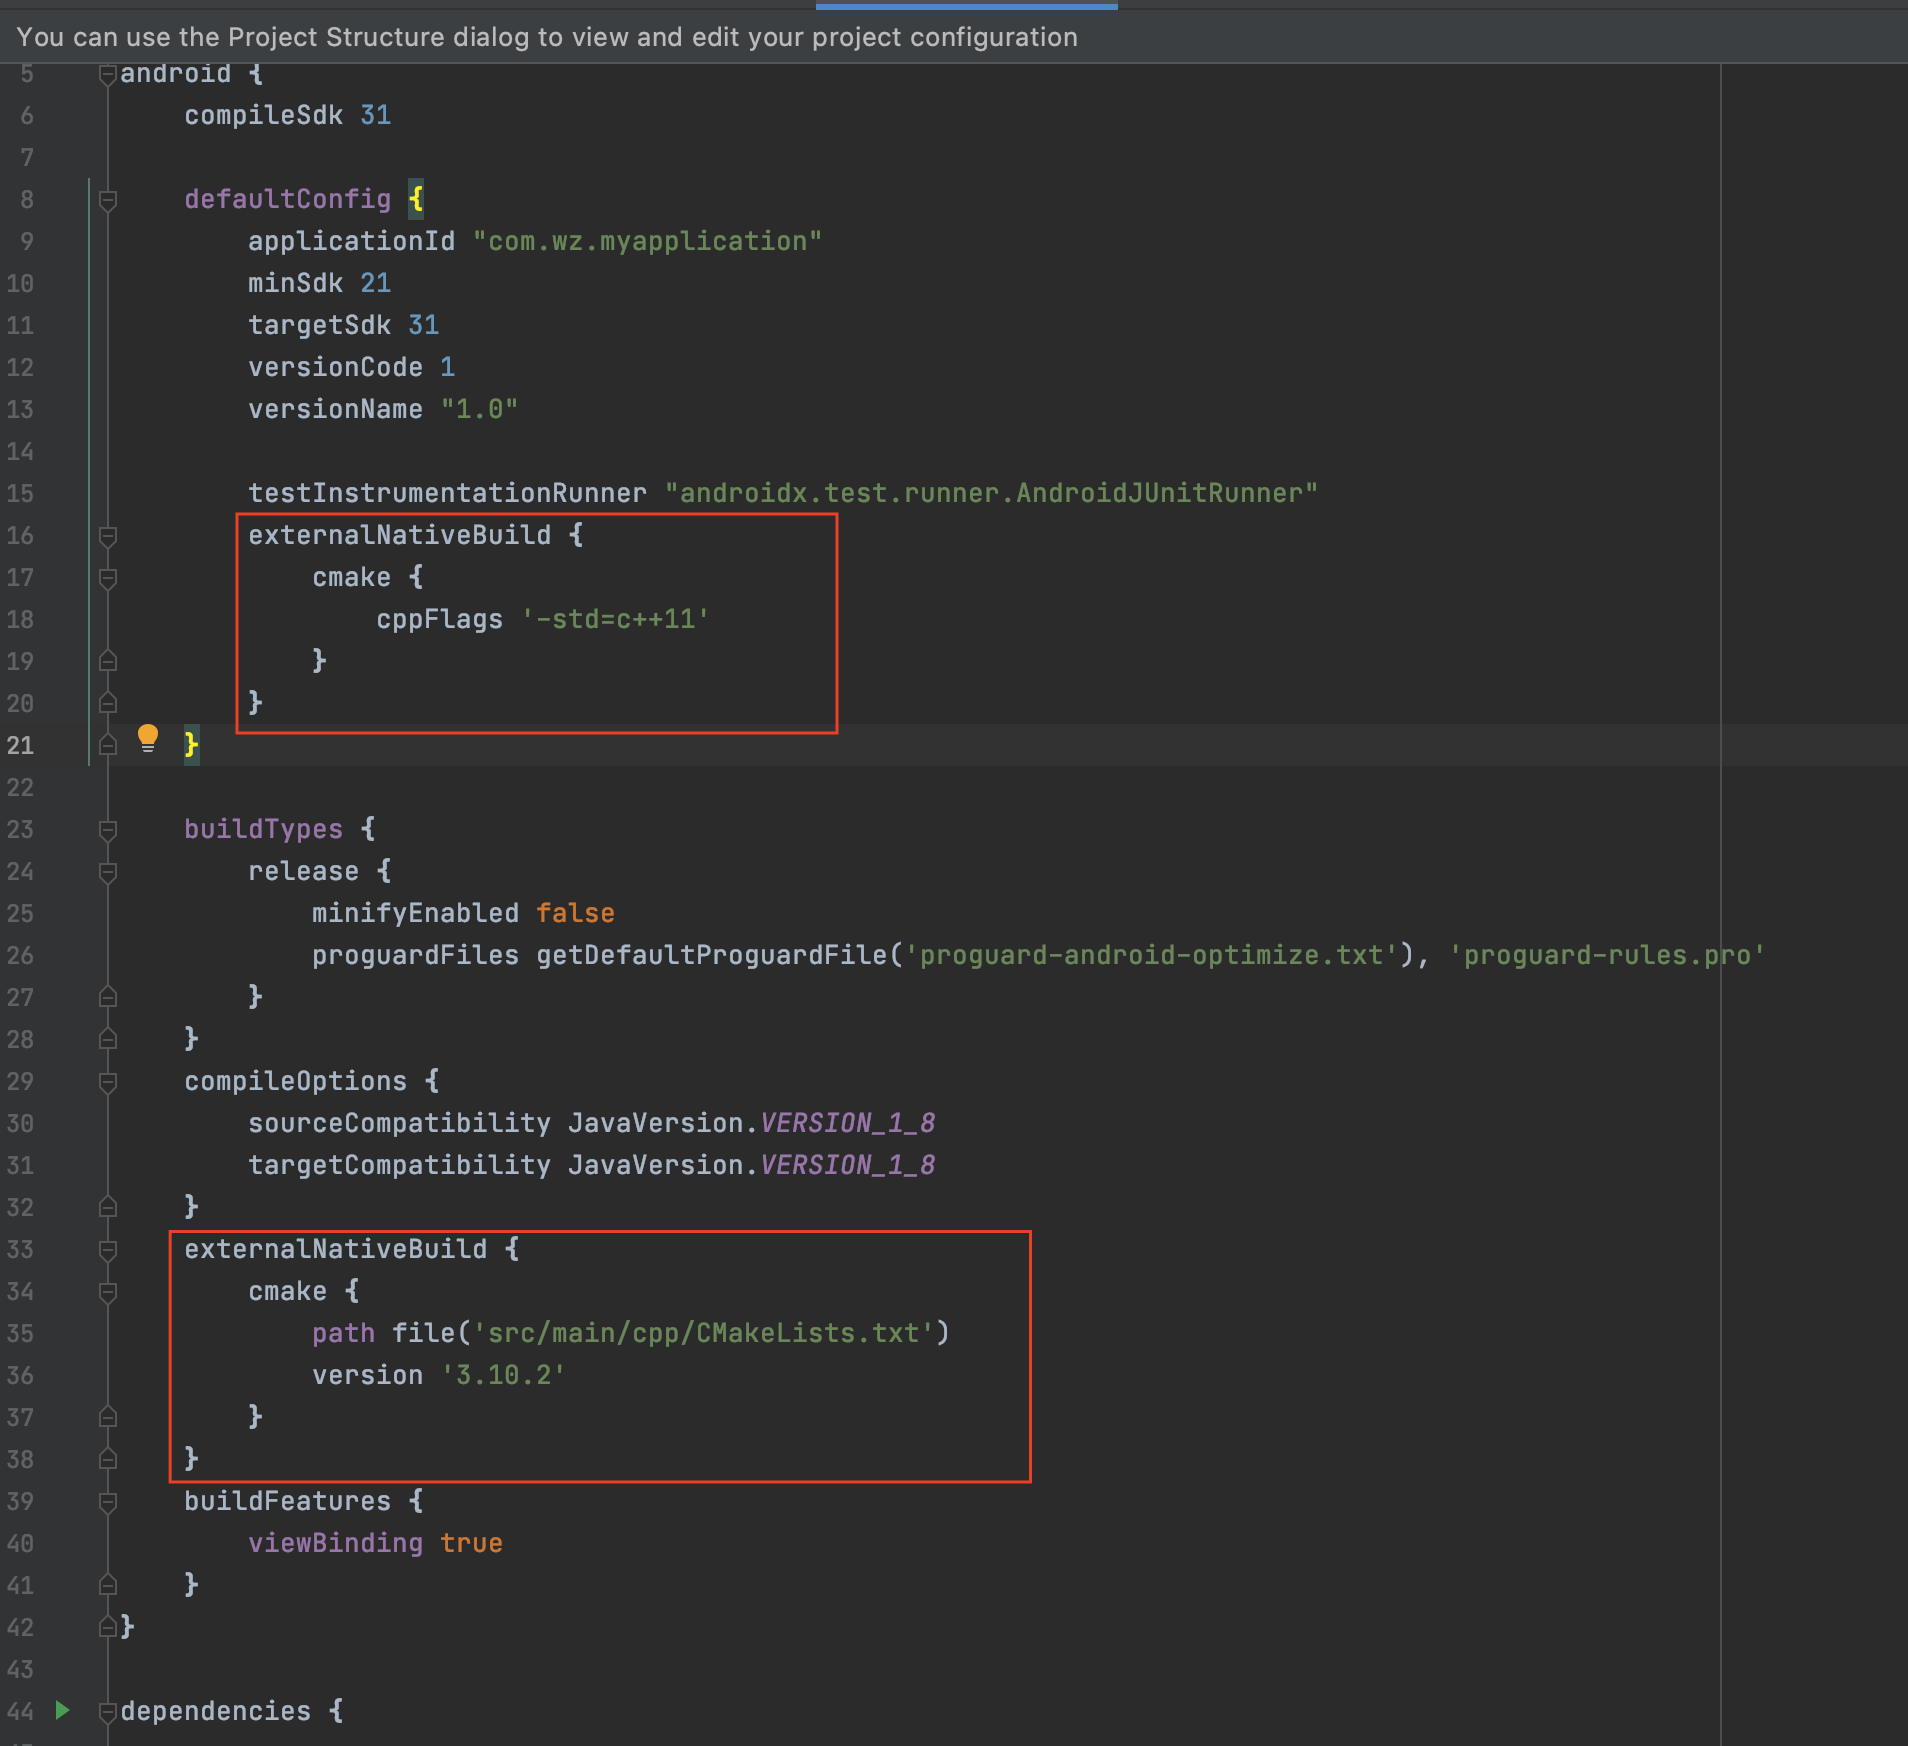 You can use the Project Structure dialog to view and edit your project configuration
5 android {
6     compileSdk 31
7
8     defaultConfig {
9         applicationId "com.wz.myapplication"
10         minSdk 21
11         targetSdk 31
12         versionCode 1
13         versionName "1.0"
14
15         testInstrumentationRunner "androidx.test.runner.AndroidJUnitRunner"
16         externalNativeBuild {
17             cmake {
18                 cppFlags '-std=c++11'
19             }
20         }
21     }
22
23     buildTypes {
24         release {
25             minifyEnabled false
26             proguardFiles getDefaultProguardFile('proguard-android-optimize.txt'), 'proguard-rules.pro'
27         }
28     }
29     compileOptions {
30         sourceCompatibility JavaVersion.VERSION_1_8
31         targetCompatibility JavaVersion.VERSION_1_8
32     }
33     externalNativeBuild {
34         cmake {
35             path file('src/main/cpp/CMakeLists.txt')
36             version '3.10.2'
37         }
38     }
39     buildFeatures {
40         viewBinding true
41     }
42 }
43
44 dependencies {